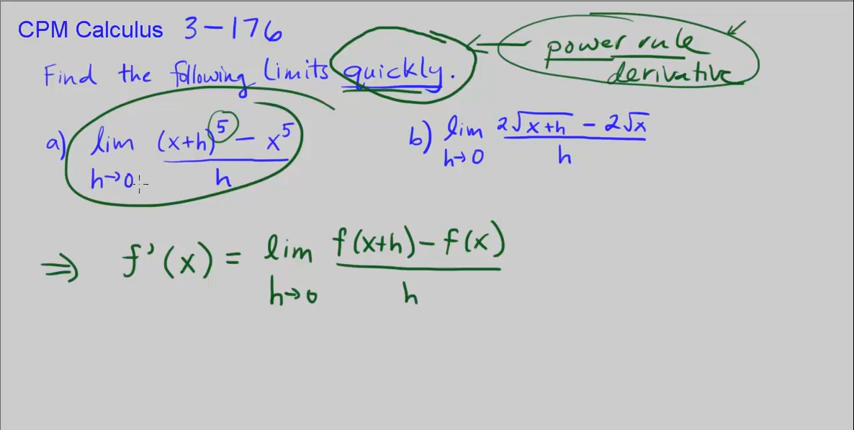 CPM Calculus 3-176
power rule
derivative
Find the following Limits quickly.
a) lim h→0 (x+h)^5 - x^5 / h
b) lim h→0 2√(x+h) - 2√x / h
⇒ f'(x) = lim h→0 f(x+h) - f(x) / h